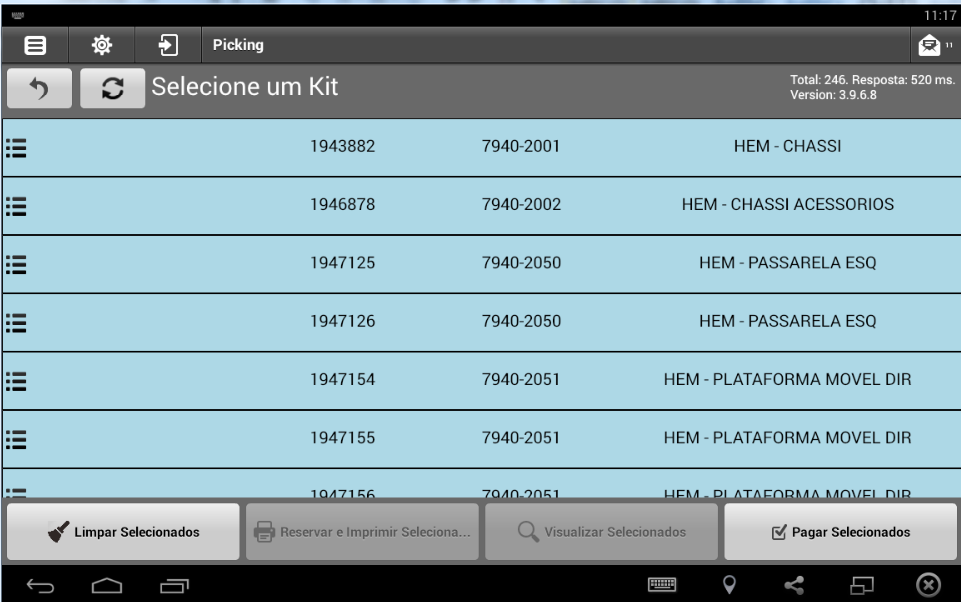 11:17
Picking
11
Selecione um Kit
Total: 246. Resposta: 520 ms.
Version: 3.9.6.8
1943882 7940-2001 HEM - CHASSI
1946878 7940-2002 HEM - CHASSI ACESSORIOS
1947125 7940-2050 HEM - PASSARELA ESQ
1947126 7940-2050 HEM - PASSARELA ESQ
1947154 7940-2051 HEM - PLATAFORMA MOVEL DIR
1947155 7940-2051 HEM - PLATAFORMA MOVEL DIR
1947156 7940-2051 HEM - PLATAFORMA MOVEL DIR
Limpar Selecionados
Reservar e Imprimir Seleciona...
Visualizar Selecionados
Pagar Selecionados